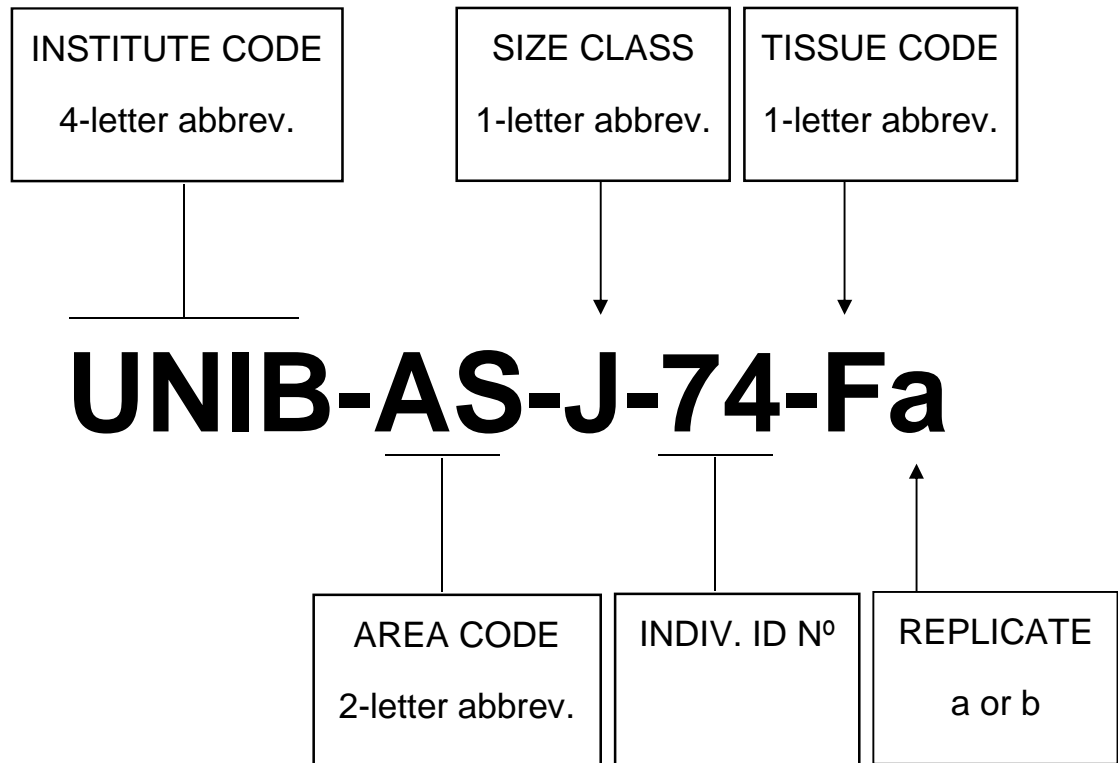 INSTITUTE CODE
4-letter abbrev.
SIZE CLASS
1-letter abbrev.
TISSUE CODE
1-letter abbrev.
UNIB-AS-J-74-Fa
AREA CODE
2-letter abbrev.
INDIV. ID Nº
REPLICATE
a or b